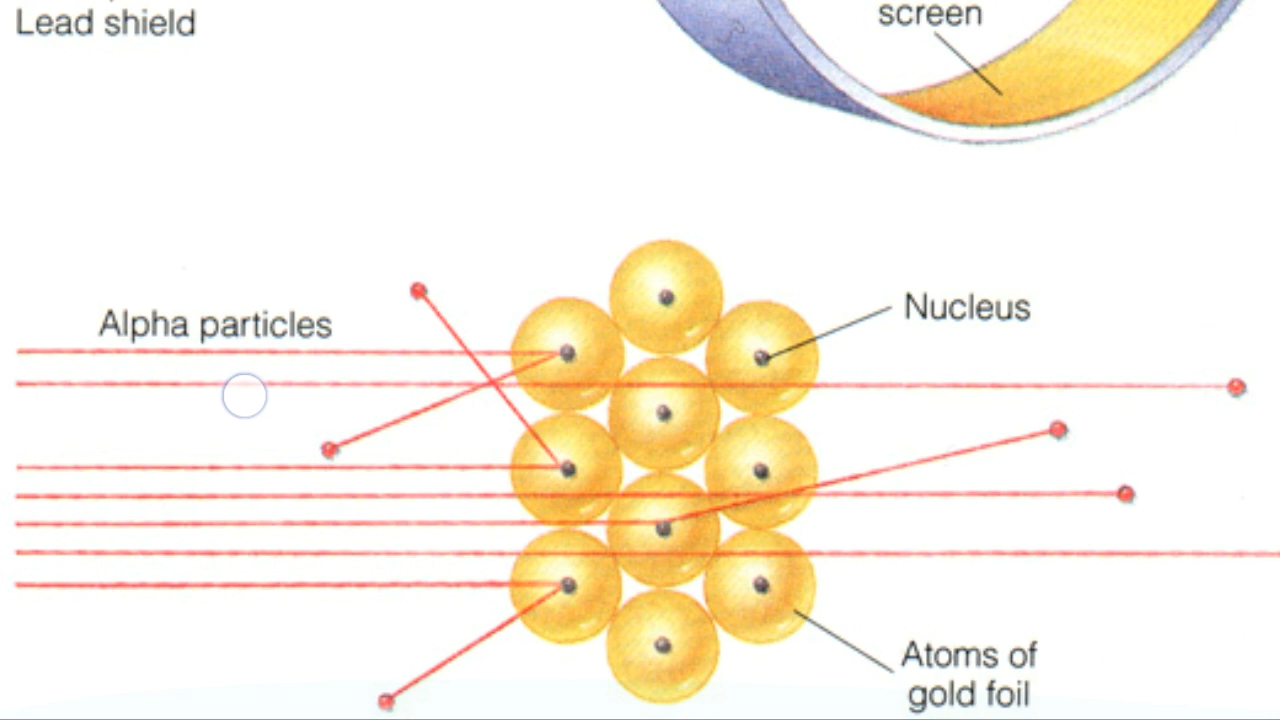 Lead shield
screen
Alpha particles
Nucleus
Atoms of
gold foil